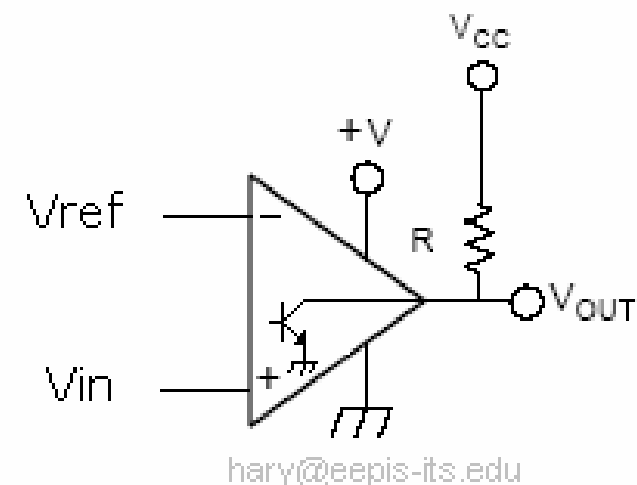 VCC
+V
Vref
−
R
VOUT
Vin
+
hary@eepis-its.edu